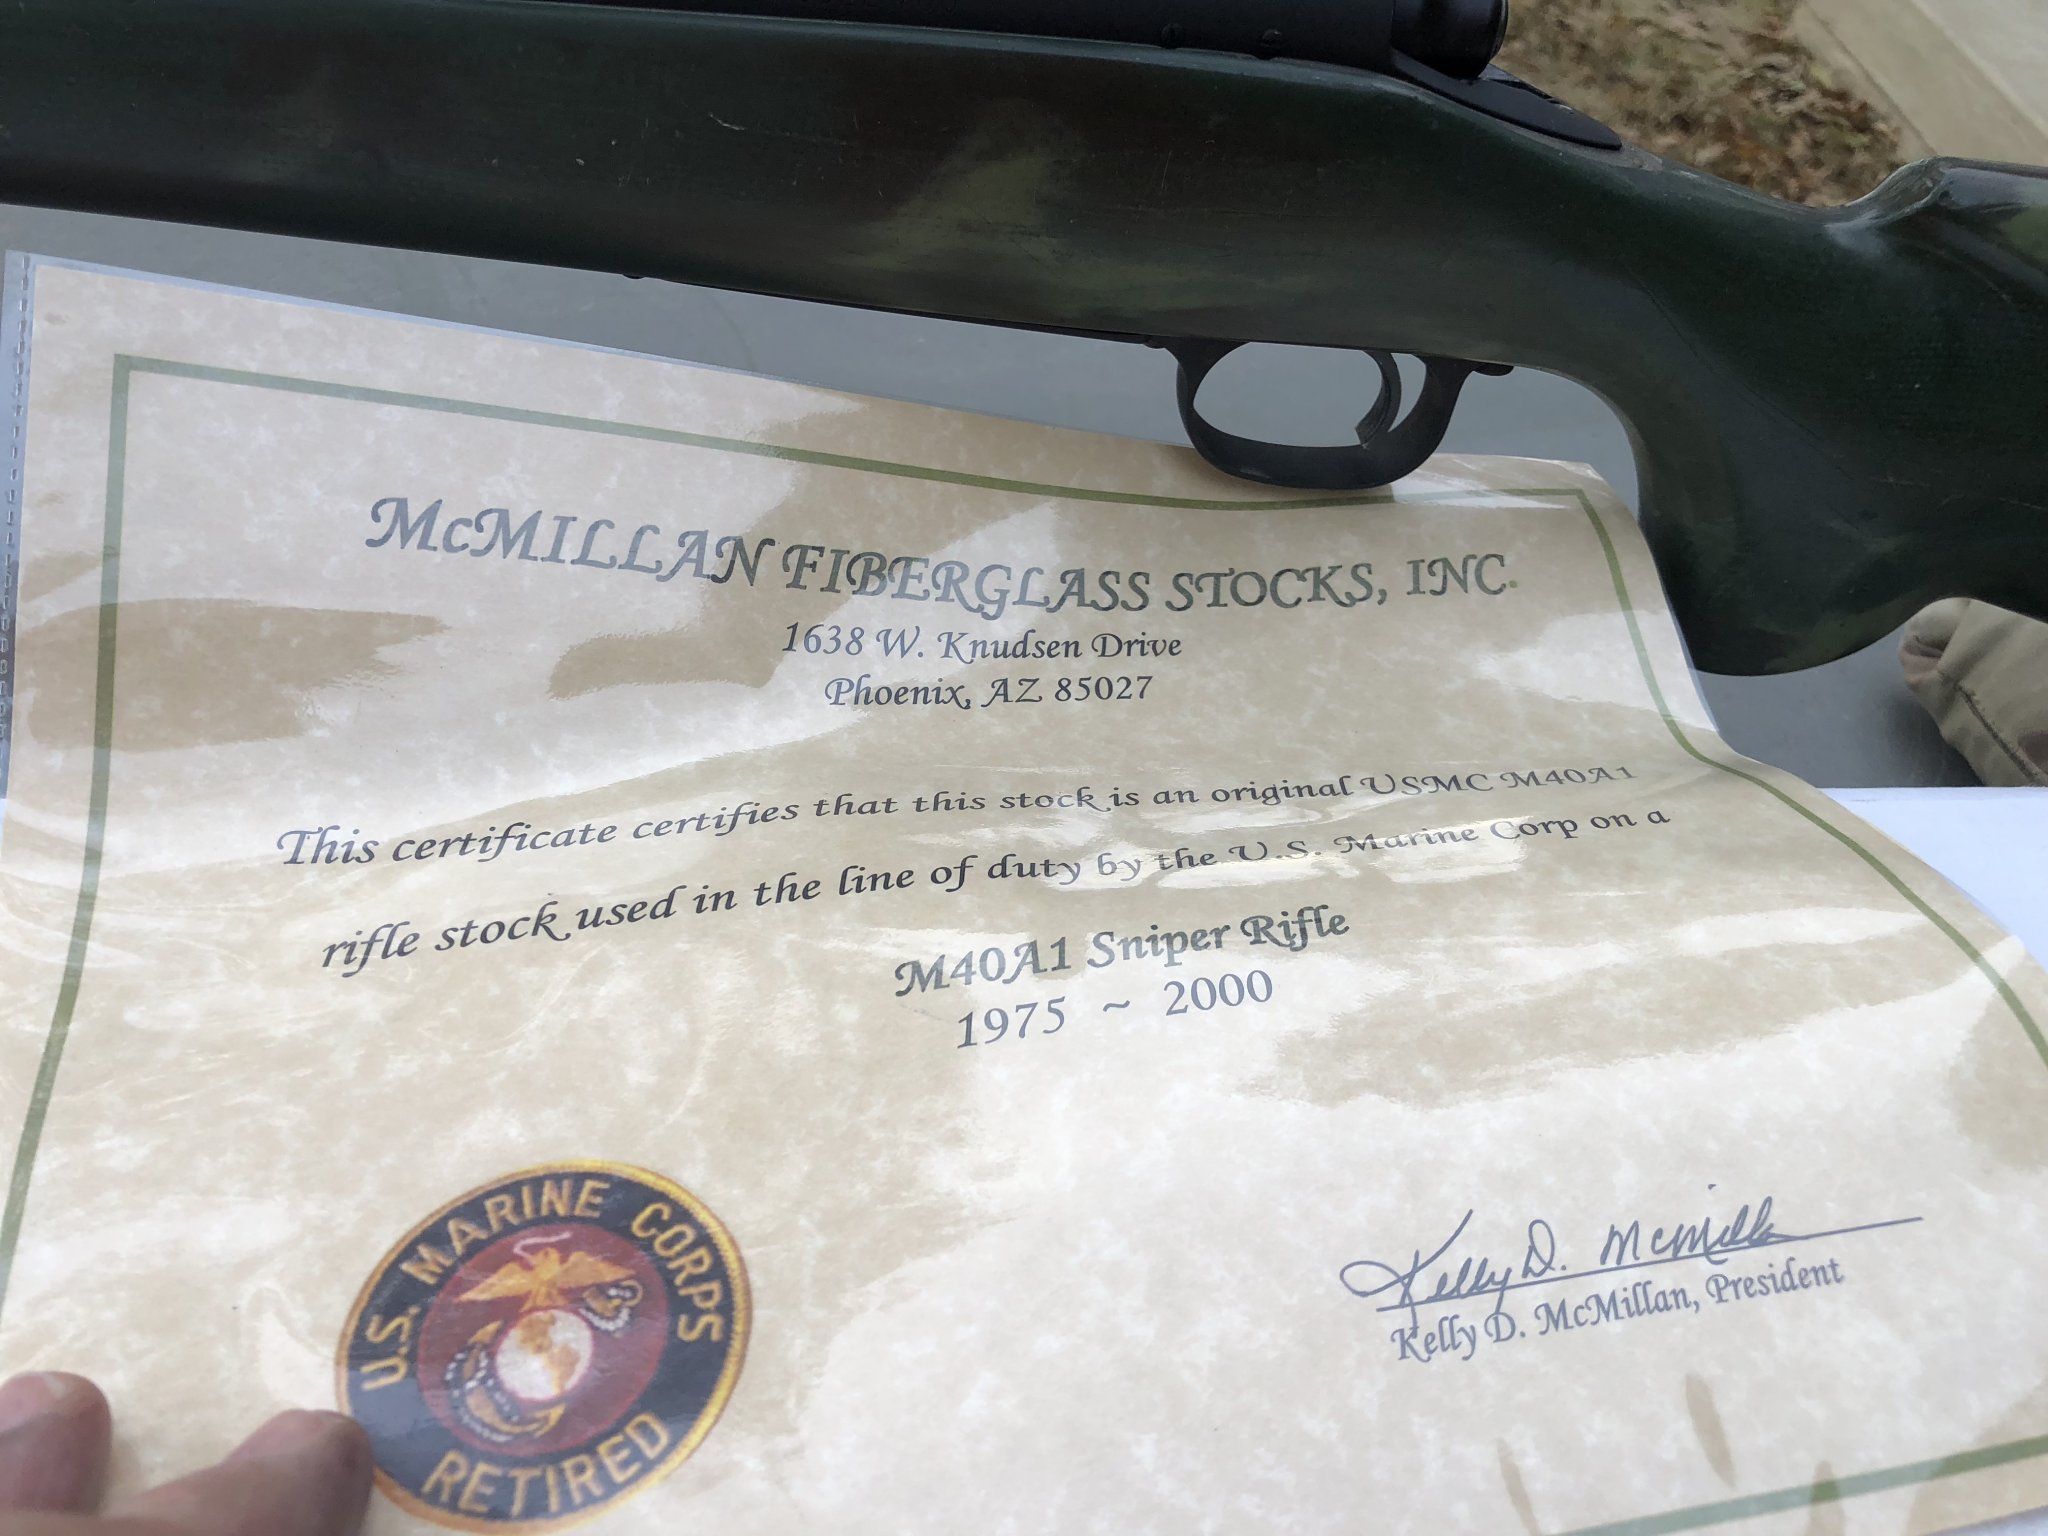 McMILLAN FIBERGLASS STOCKS, INC.
1638 W. Knudsen Drive
Phoenix, AZ 85027
This certificate certifies that this stock is an original USMC M40A1
rifle stock used in the line of duty by the U.S. Marine Corp on a
M40A1 Sniper Rifle
1975 ~ 2000
Kelly D. McMillan
Kelly D. McMillan, President
U.S. MARINE CORPS
RETIRED